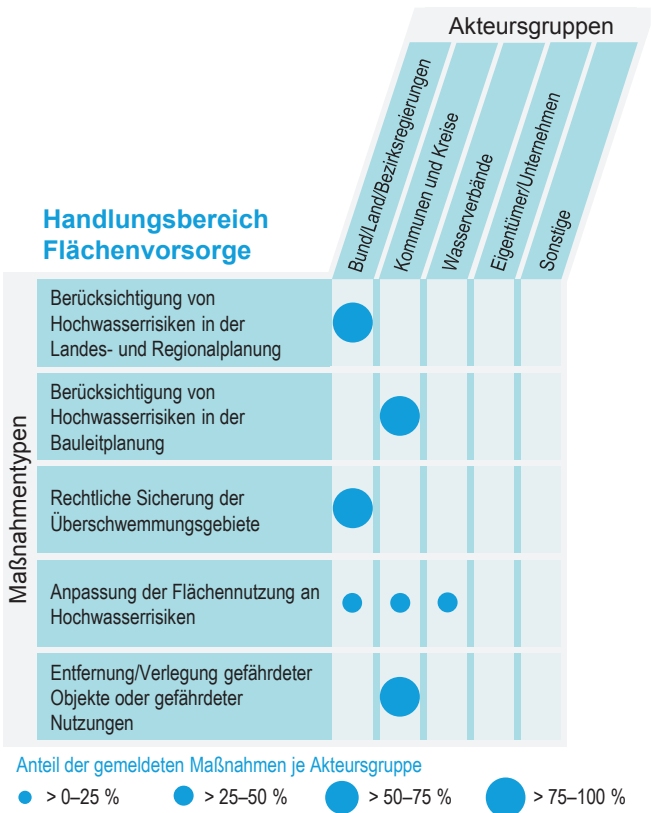 Akteursgruppen
Bund/Land/Bezirksregierungen
Kommunen und Kreise
Wasserverbände
Eigentümer/Unternehmen
Sonstige
Handlungsbereich
Flächenvorsorge
Maßnahmentypen
Berücksichtigung von
Hochwasserrisiken in der
Landes- und Regionalplanung
Berücksichtigung von
Hochwasserrisiken in der
Bauleitplanung
Rechtliche Sicherung der
Überschwemmungsgebiete
Anpassung der Flächennutzung an
Hochwasserrisiken
Entfernung/Verlegung gefährdeter
Objekte oder gefährdeter
Nutzungen
Anteil der gemeldeten Maßnahmen je Akteursgruppe
> 0–25 % > 25–50 % > 50–75 % > 75–100 %